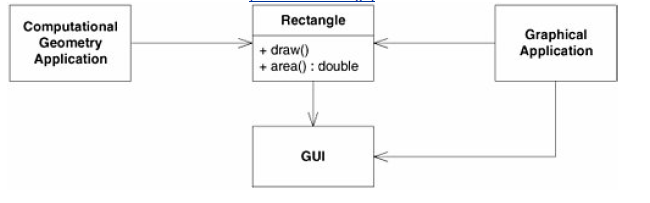 Computational
Geometry
Application
Rectangle
+ draw()
+ area() : double
Graphical
Application
GUI